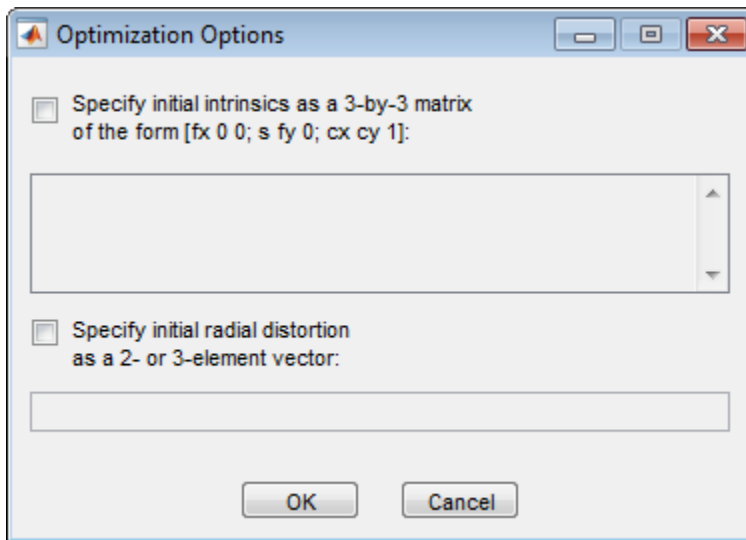 Optimization Options
Specify initial intrinsics as a 3-by-3 matrix
of the form [fx 0 0; s fy 0; cx cy 1]:
Specify initial radial distortion
as a 2- or 3-element vector:
OK
Cancel